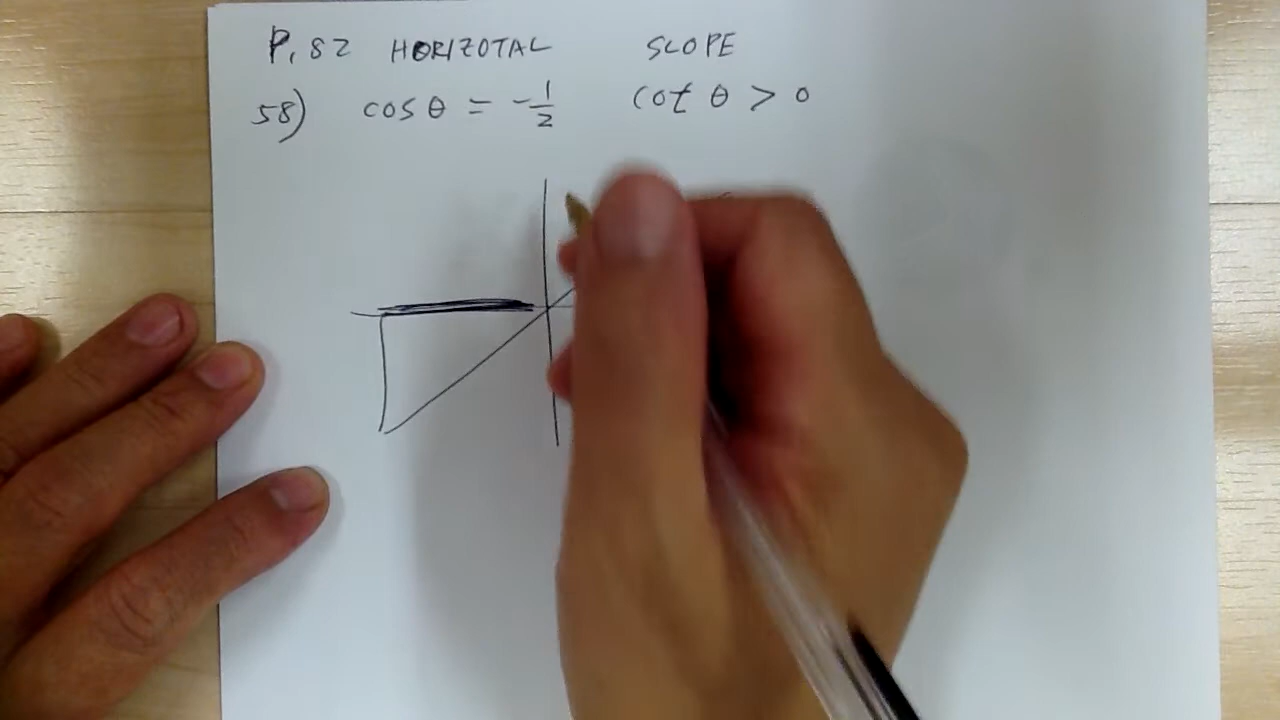 P. 82 HORIZOTAL SLOPE
58) cos θ = -1/2 cot θ > 0